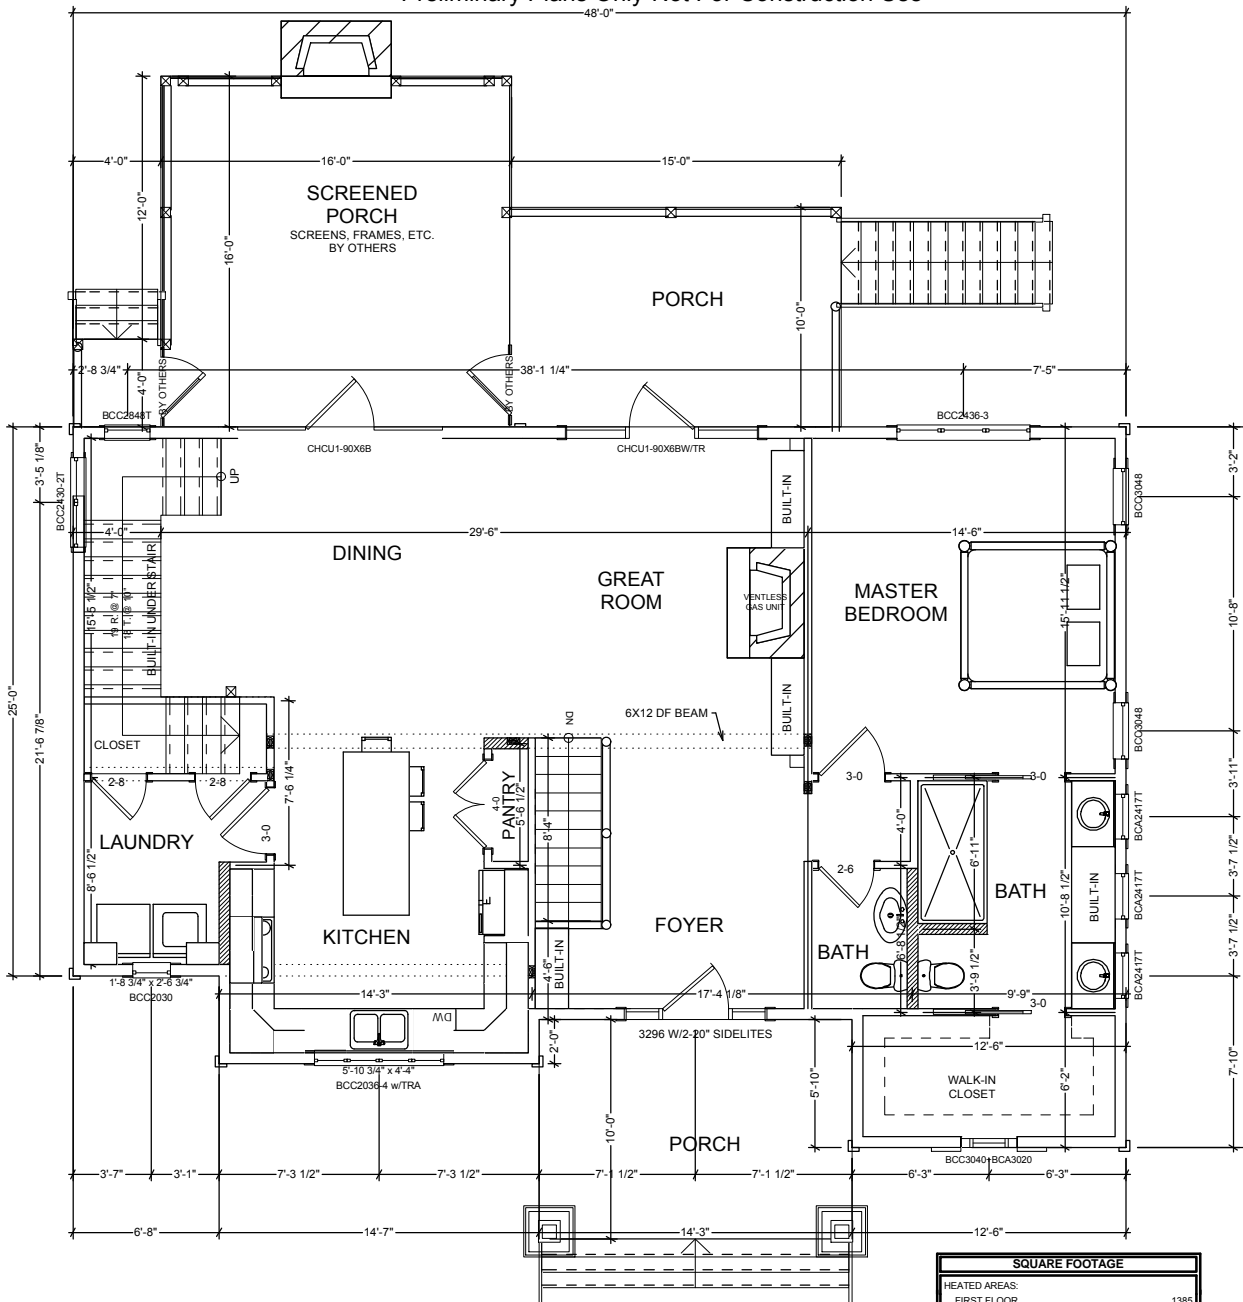 Preliminary Plans Only-Not For Construction Use
48'-0"
4'-0"
16'-0"
15'-0"
12'-0"
16'-0"
SCREENED
PORCH
SCREENS, FRAMES, ETC.
BY OTHERS
PORCH
10'-0"
2'-8 3/4"
4'-0"
BY OTHERS
38'-1 1/4"
BY OTHERS
7'-5"
BCC2848T
BCC2436-3
CHCU1-90X6B
CHCU1-90X6BW/TR
3'-5 1/8"
BCC2430-2T
UP
BUILT-IN
BCC3048
3'-2"
4'-0"
29'-6"
14'-6"
DINING
GREAT
ROOM
VENTLESS
GAS UNIT
MASTER
BEDROOM
15'-11 1/2"
10'-8"
15'-5 1/2"
19 R. @ 7"
18 T. @ 10"
BUILT-IN UNDER STAIR
25'-0"
21'-6 7/8"
BUILT-IN
6X12 DF BEAM
DN
BCC3048
CLOSET
2-8
2-8
7'-6 1/4"
3-0
3-0
3'-11"
LAUNDRY
3-0
8'-6 1/2"
PANTRY
4-0
5'-6 1/2"
8'-4"
4'-0"
6'-11"
BCA2417T
3'-7 1/2"
2-6
BATH
10'-8 1/2"
BUILT-IN
BCA2417T
KITCHEN
FOYER
BATH
6'-8 1/2"
3'-9 1/2"
3'-7 1/2"
BCA2417T
4'-6"
BUILT-IN
1'-8 3/4" x 2'-6 3/4"
BCC2030
14'-3"
17'-4 1/8"
9'-9"
3-0
DW
2'-0"
3296 W/2-20" SIDELITES
12'-6"
5'-10 3/4" x 4'-4"
BCC2036-4 w/TRA
5'-10"
WALK-IN
CLOSET
6'-2"
7'-10"
10'-0"
PORCH
BCC3040+BCA3020
3'-7"
3'-1"
7'-3 1/2"
7'-3 1/2"
7'-1 1/2"
7'-1 1/2"
6'-3"
6'-3"
6'-8"
14'-7"
14'-3"
12'-6"
SQUARE FOOTAGE
HEATED AREAS:
FIRST FLOOR 1385